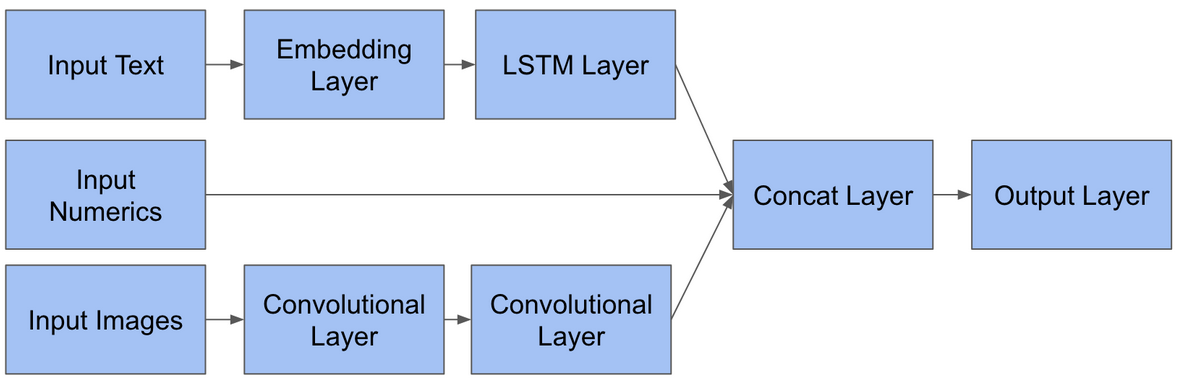 Input Text
Embedding
Layer
LSTM Layer
Input
Numerics
Concat Layer
Output Layer
Input Images
Convolutional
Layer
Convolutional
Layer